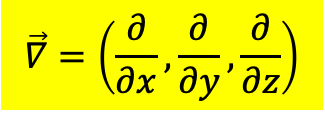 ∇⃗ = (∂/∂x, ∂/∂y, ∂/∂z)